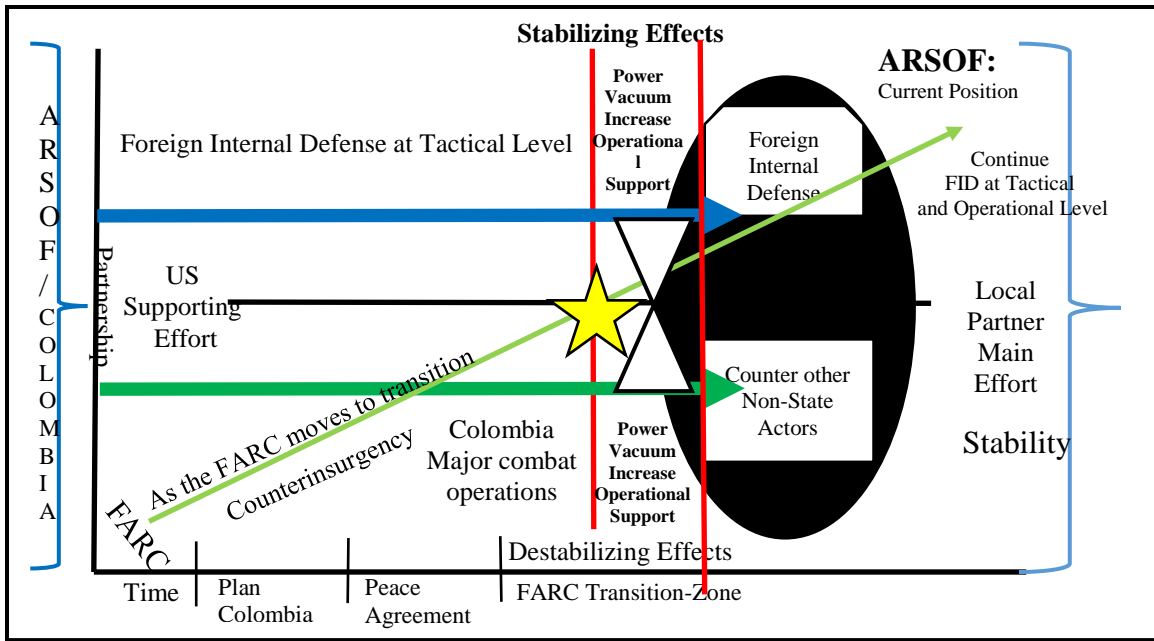 Stabilizing Effects
ARSOF:
Current Position
ARSOF/COLOMBIA
Partnership
Foreign Internal Defense at Tactical Level
Power
Vacuum
Increase
Operationa
l
Support
Foreign
Internal
Defense
Continue
FID at Tactical
and Operational Level
US
Supporting
Effort
Local
Partner
Main
Effort
Stability
Counter other
Non-State
Actors
FARC
As the FARC moves to transition
Counterinsurgency
Colombia
Major combat
operations
Power
Vacuum
Increase
Operational
Support
Destabilizing Effects
Time
Plan
Colombia
Peace
Agreement
FARC Transition-Zone